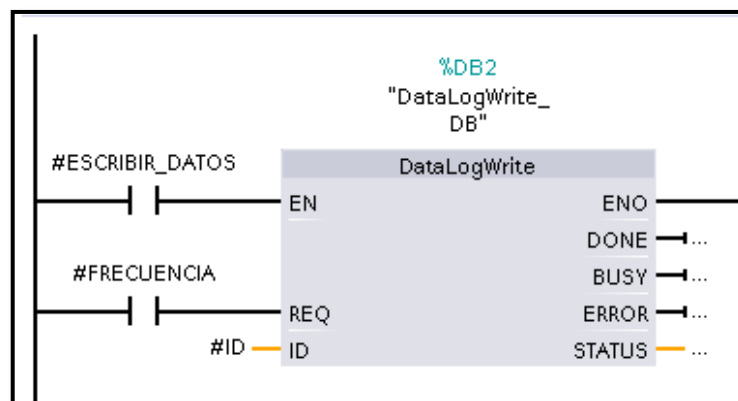 %DB2
"DataLogWrite_
DB"
#ESCRIBIR_DATOS
DataLogWrite
EN
ENO
DONE
...
#FRECUENCIA
BUSY
...
REQ
ERROR
...
#ID
ID
STATUS
...